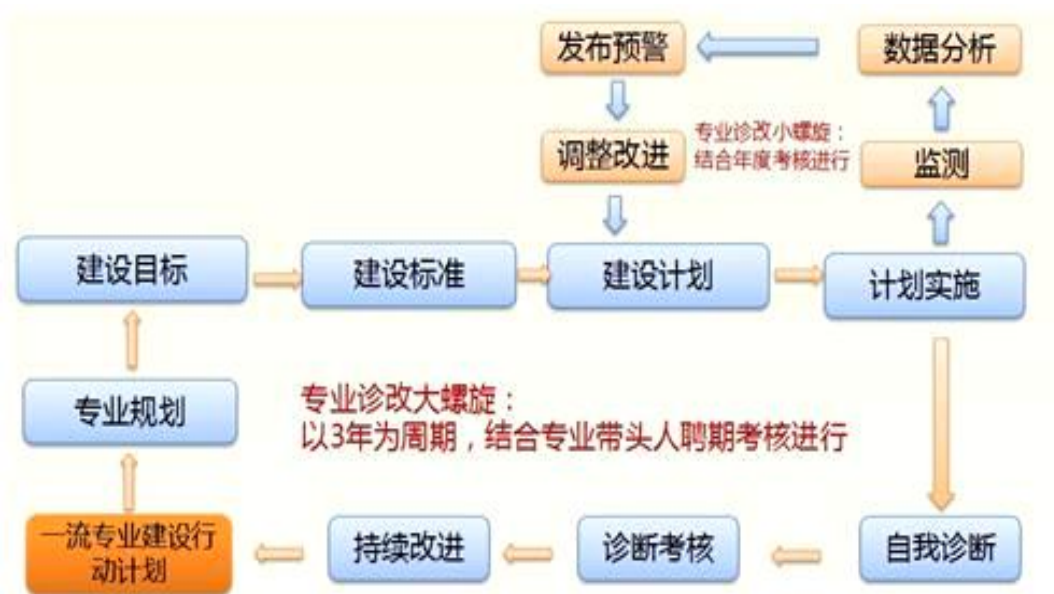 发布预警
数据分析
调整改进
专业诊改小螺旋：
结合年度考核进行
监测
建设目标
建设标准
建设计划
计划实施
专业规划
专业诊改大螺旋：
以3年为周期，结合专业带头人聘期考核进行
一流专业建设行
动计划
持续改进
诊断考核
自我诊断